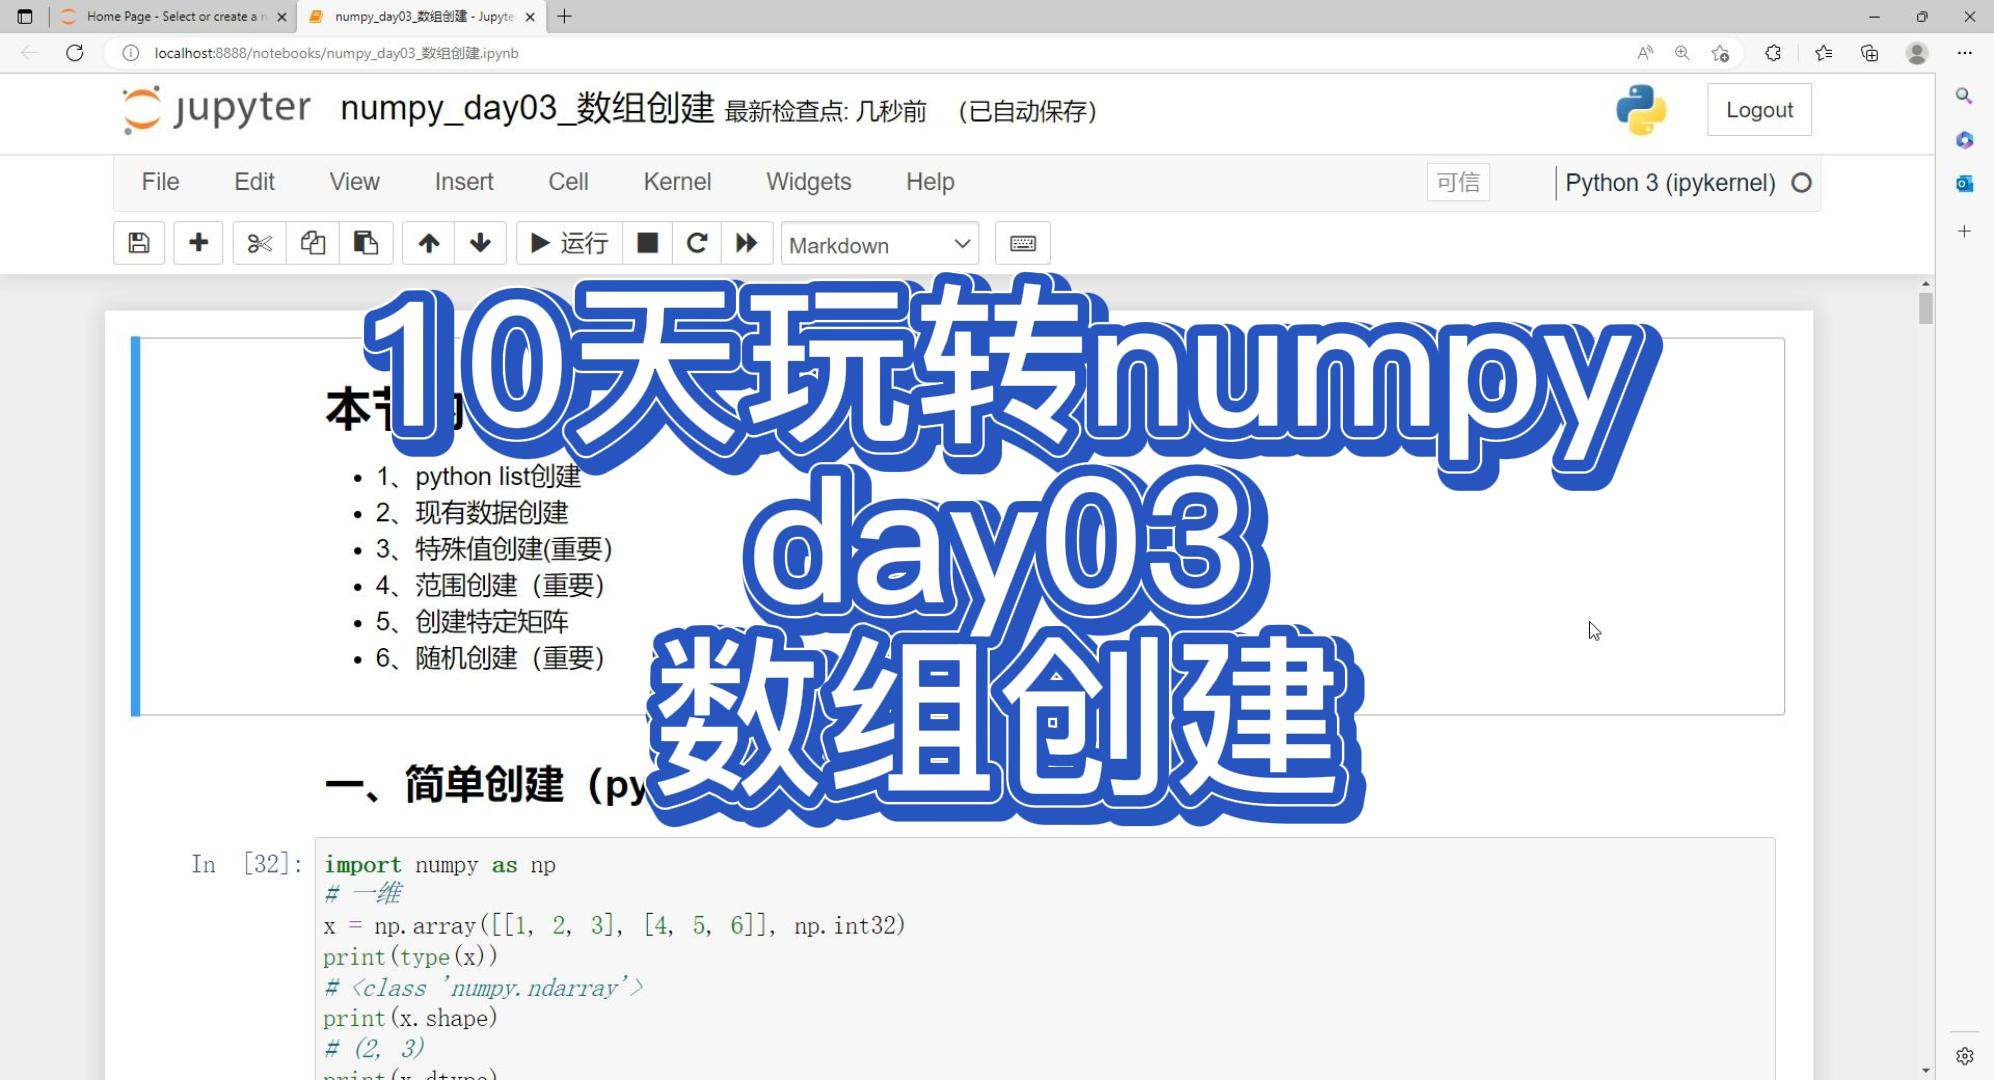 Home Page - Select or create a n
numpy_day03_数组创建 - Jupyte
localhost:8888/notebooks/numpy_day03_数组创建.ipynb
jupyter numpy_day03_数组创建 最新检查点: 几秒前 (已自动保存)
Logout
File Edit View Insert Cell Kernel Widgets Help
可信 Python 3 (ipykernel)
运行 Markdown
10天玩转numpy
day03
数组创建
本节
• 1、python list创建
• 2、现有数据创建
• 3、特殊值创建(重要)
• 4、范围创建（重要）
• 5、创建特定矩阵
• 6、随机创建（重要）
一、简单创建（py
In [32]:
import numpy as np
# 一维
x = np.array([[1, 2, 3], [4, 5, 6]], np.int32)
print(type(x))
# <class 'numpy.ndarray'>
print(x.shape)
# (2, 3)
print(x.dtype)